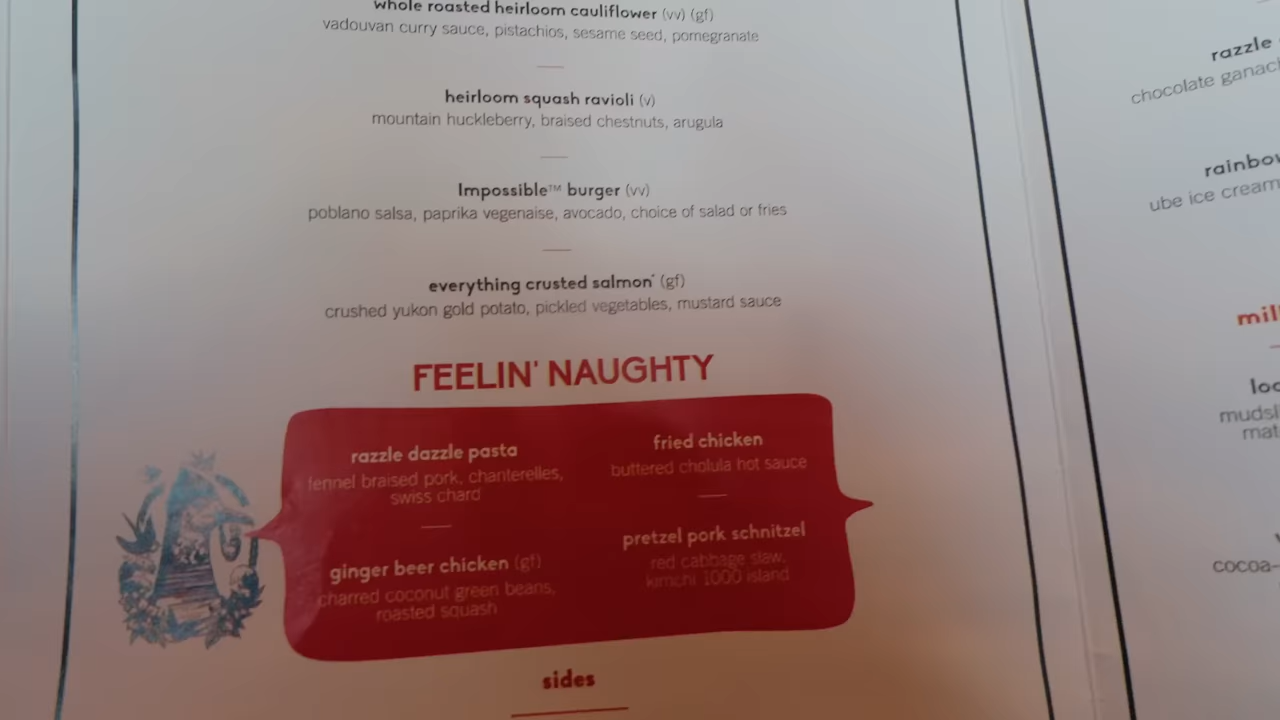 whole roasted heirloom cauliflower (vv) (gf)
vadouvan curry sauce, pistachios, sesame seed, pomegranate
heirloom squash ravioli (v)
mountain huckleberry, braised chestnuts, arugula
Impossible™ burger (vv)
poblano salsa, paprika vegenaise, avocado, choice of salad or fries
everything crusted salmon* (gf)
crushed yukon gold potato, pickled vegetables, mustard sauce
FEELIN' NAUGHTY
razzle dazzle pasta
fennel braised pork, chanterelles,
swiss chard
ginger beer chicken (gf)
charred coconut green beans,
roasted squash
fried chicken
buttered cholula hot sauce
pretzel pork schnitzel
red cabbage slaw,
kimchi 1000 island
sides
razzle
chocolate
rainbow
ube ice cream
cocoa-